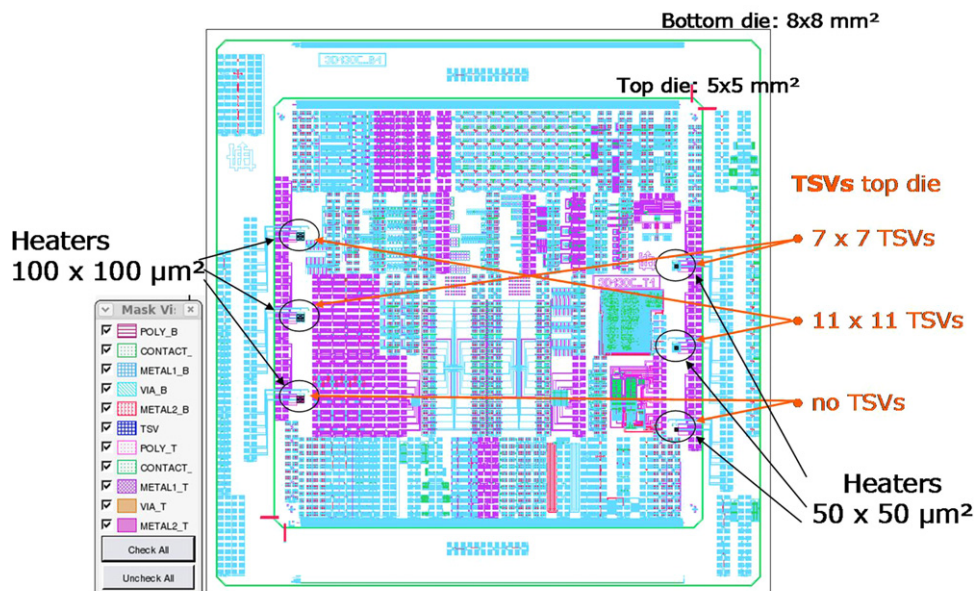 Bottom die: 8x8 mm²
Top die: 5x5 mm²
TSVs top die
7 x 7 TSVs
11 x 11 TSVs
no TSVs
Heaters
100 x 100 µm²
Heaters
50 x 50 µm²
Mask Vi:
POLY_B
CONTACT_
METAL1_B
VIA_B
METAL2_B
TSV
POLY_T
CONTACT_
METAL1_T
VIA_T
METAL2_T
Check All
Uncheck All